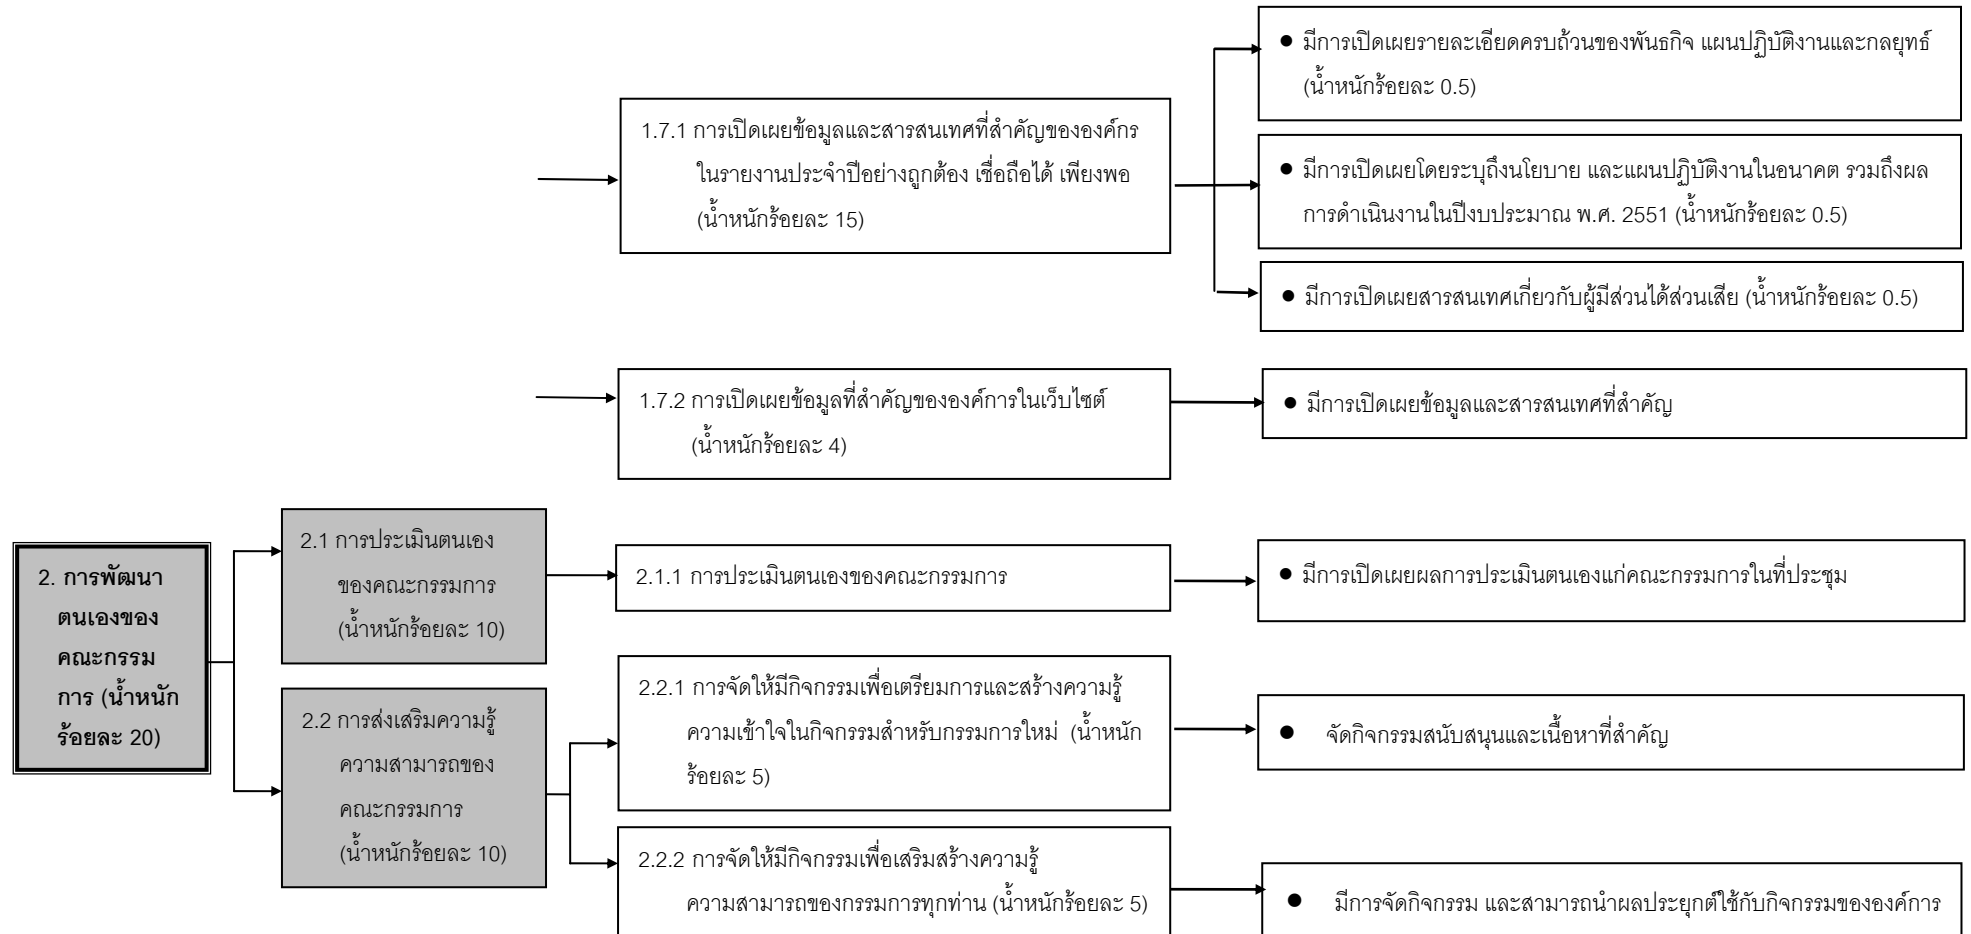 ● มีการเปิดเผยรายละเอียดครบถ้วนของพันธกิจ แผนปฏิบัติงานและกลยุทธ์
(น้ำหนักร้อยละ 0.5)
1.7.1 การเปิดเผยข้อมูลและสารสนเทศที่สำคัญขององค์กร
ในรายงานประจำปีอย่างถูกต้อง เชื่อถือได้ เพียงพอ
(น้ำหนักร้อยละ 15)
● มีการเปิดเผยโดยระบุถึงนโยบาย และแผนปฏิบัติงานในอนาคต รวมถึงผล
การดำเนินงานในปีงบประมาณ พ.ศ. 2551 (น้ำหนักร้อยละ 0.5)
● มีการเปิดเผยสารสนเทศเกี่ยวกับผู้มีส่วนได้ส่วนเสีย (น้ำหนักร้อยละ 0.5)
1.7.2 การเปิดเผยข้อมูลที่สำคัญขององค์การในเว็บไซต์
(น้ำหนักร้อยละ 4)
● มีการเปิดเผยข้อมูลและสารสนเทศที่สำคัญ
2. การพัฒนา
ตนเองของ
คณะกรรม
การ (น้ำหนัก
ร้อยละ 20)
2.1 การประเมินตนเอง
ของคณะกรรมการ
(น้ำหนักร้อยละ 10)
2.1.1 การประเมินตนเองของคณะกรรมการ
● มีการเปิดเผยผลการประเมินตนเองแก่คณะกรรมการในที่ประชุม
2.2 การส่งเสริมความรู้
ความสามารถของ
คณะกรรมการ
(น้ำหนักร้อยละ 10)
2.2.1 การจัดให้มีกิจกรรมเพื่อเตรียมการและสร้างความรู้
ความเข้าใจในกิจกรรมสำหรับกรรมการใหม่ (น้ำหนัก
ร้อยละ 5)
● จัดกิจกรรมสนับสนุนและเนื้อหาที่สำคัญ
2.2.2 การจัดให้มีกิจกรรมเพื่อเสริมสร้างความรู้
ความสามารถของกรรมการทุกท่าน (น้ำหนักร้อยละ 5)
● มีการจัดกิจกรรม และสามารถนำผลประยุกต์ใช้กับกิจกรรมขององค์การ